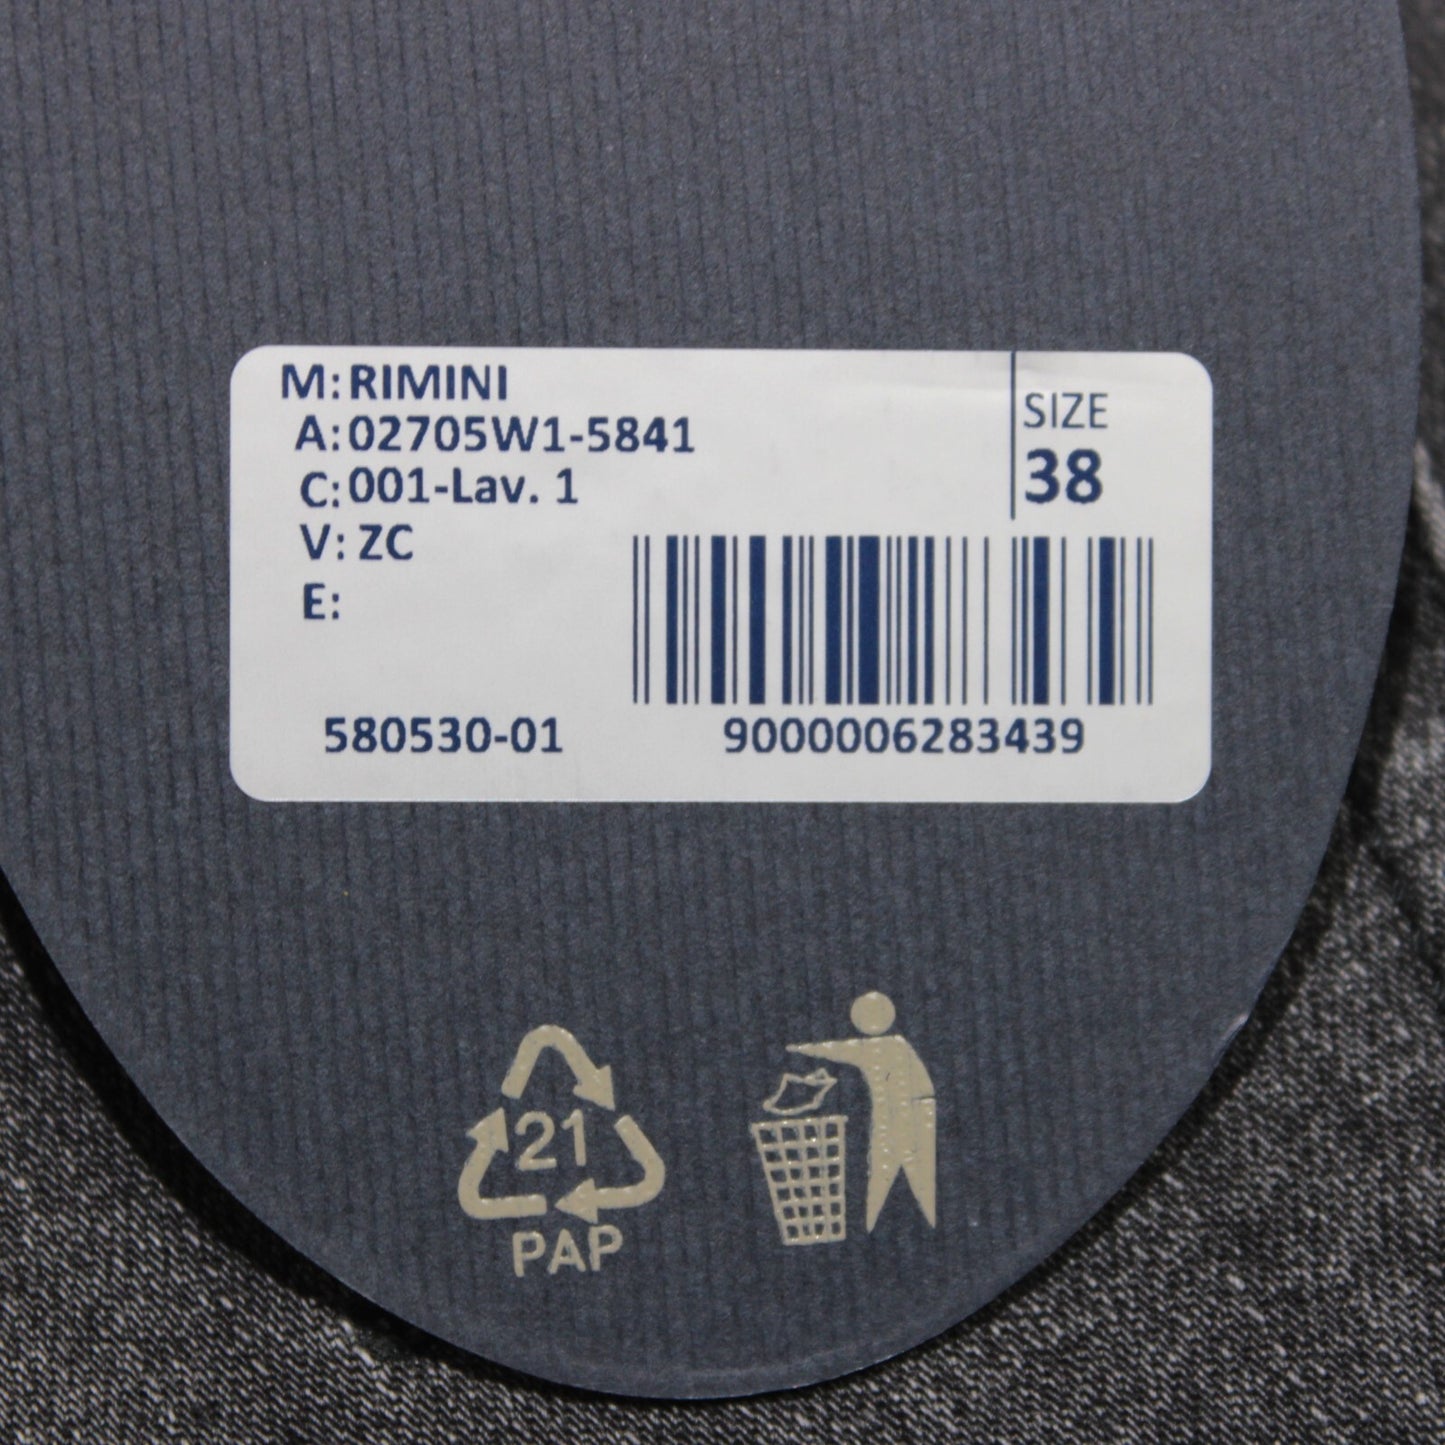 M: RIMINI
A: 02705W1-5841
C: 001-Lav. 1
V: ZC
E:
SIZE
38
580530-01
9000006283439
21
PAP